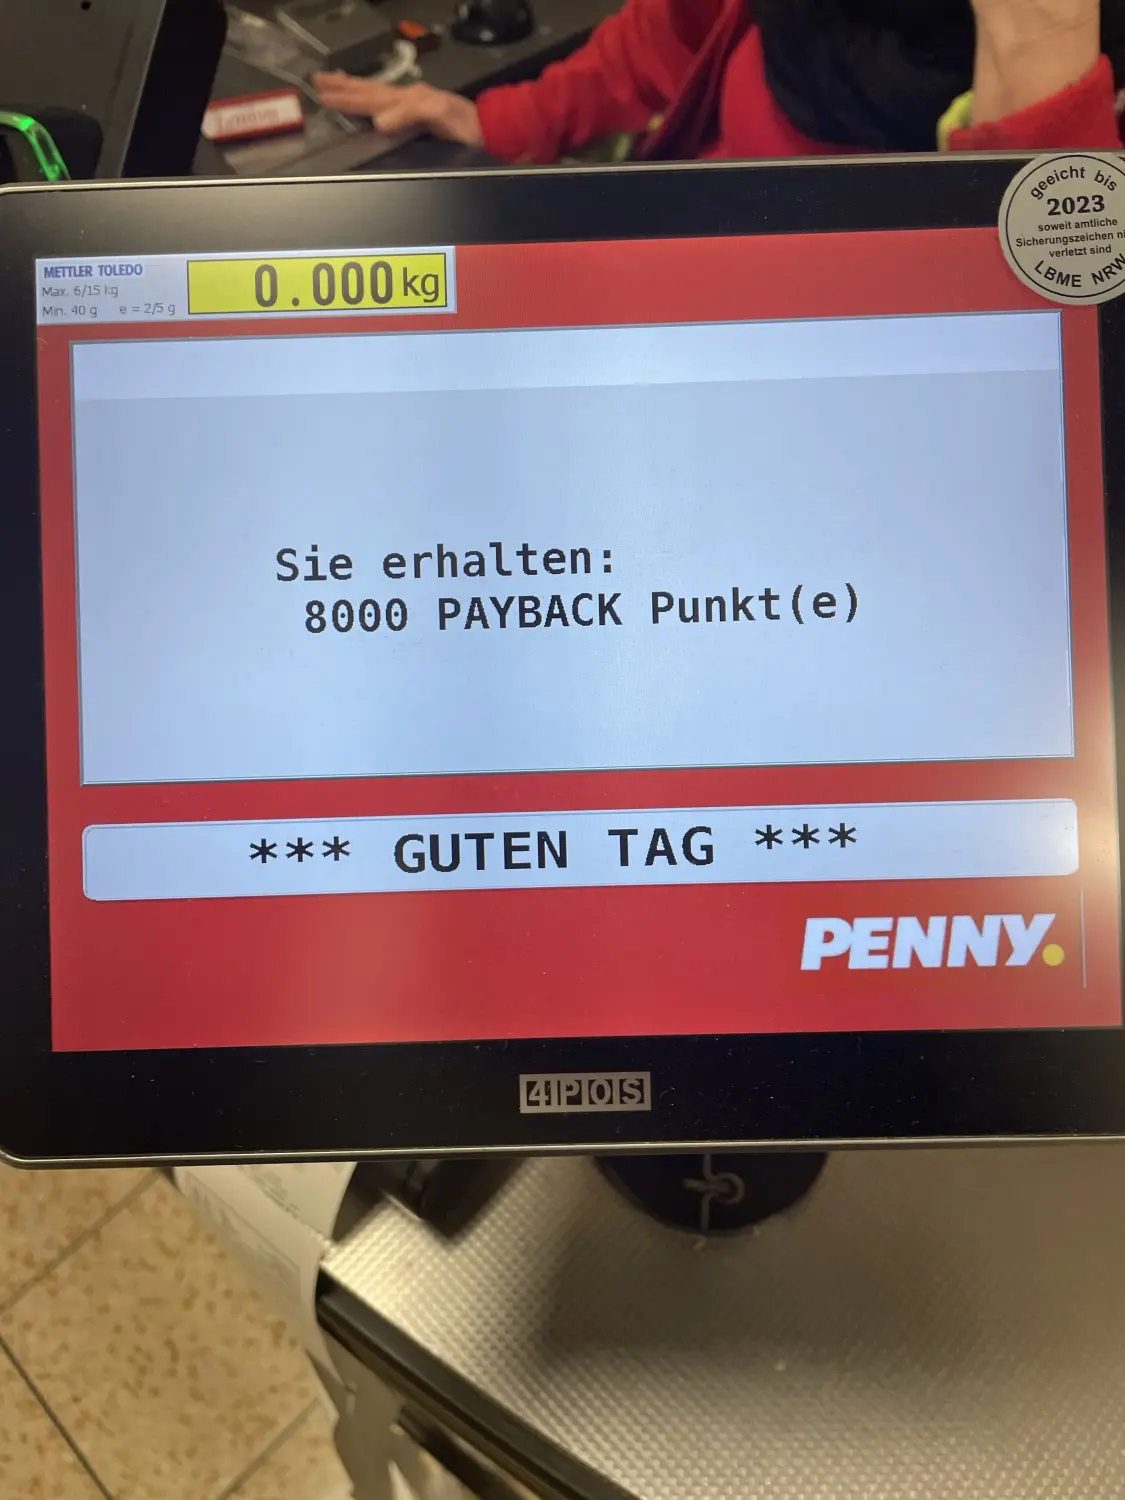 geeicht bis
2023
soweit amtliche
Sicherungszeichen
verletzt sind
LBME NRW
METTLER TOLEDO
Max. 6/15 kg
Min. 40 g e = 2/5 g
0.000 kg
Sie erhalten:
8000 PAYBACK Punkt(e)
*** GUTEN TAG ***
PENNY.
4POS